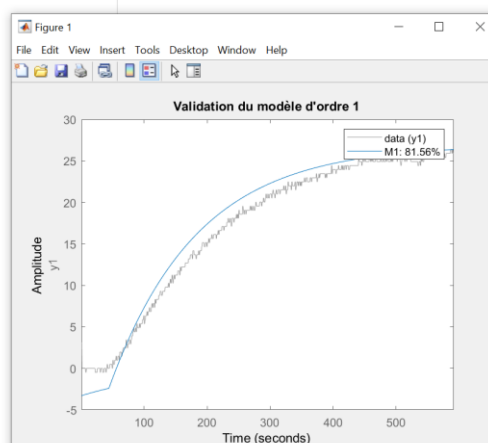 Figure 1
File Edit View Insert Tools Desktop Window Help
Validation du modèle d'ordre 1
30
data (y1)
M1: 81.56%
25
20
15
10
5
0
-5
Amplitude
y1
100 200 300 400 500
Time (seconds)